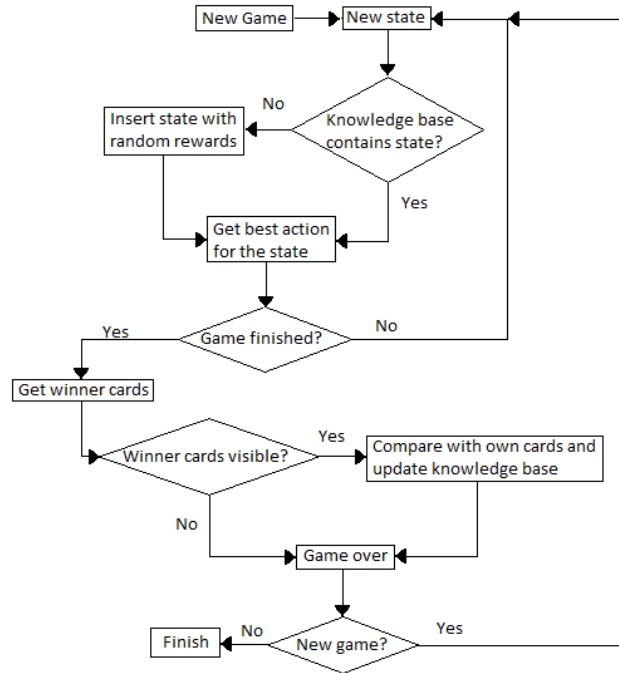 New Game
New state
No
Insert state with
random rewards
Knowledge base
contains state?
Yes
Get best action
for the state
Yes
Game finished?
No
Get winner cards
Winner cards visible?
Yes
Compare with own cards and
update knowledge base
No
Game over
Finish
No
New game?
Yes